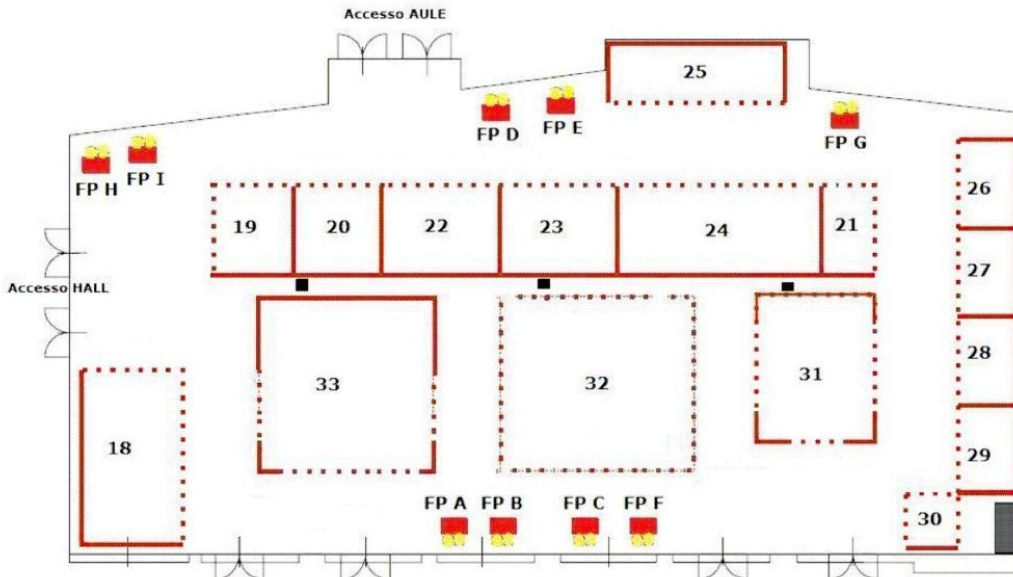 Accesso AULE
25
FP D
FP E
FP G
FP H
FP I
26
19
20
22
23
24
21
27
Accesso HALL
28
33
32
31
18
29
FP A
FP B
FP C
FP F
30